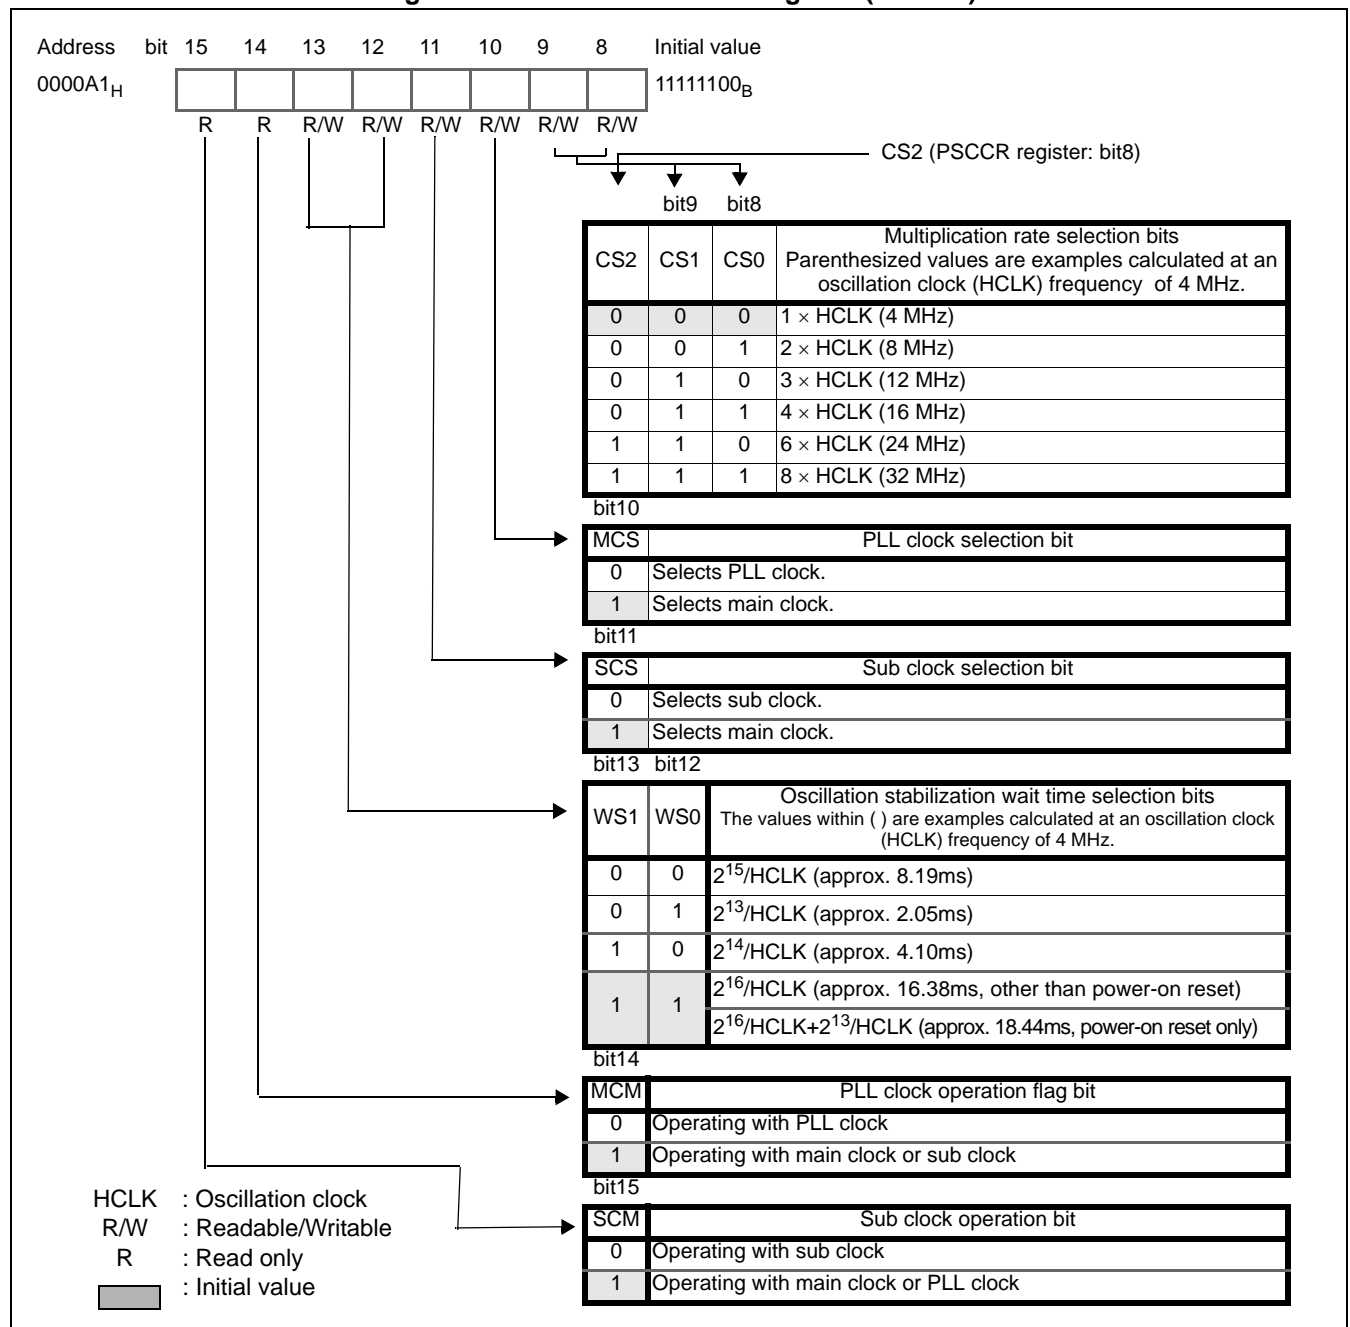 Address bit 15 14 13 12 11 10 9 8 Initial value
0000A1H 11111100B
R R R/W R/W R/W R/W R/W R/W
CS2 (PSCCR register: bit8)
bit9 bit8
CS2 CS1 CS0 Multiplication rate selection bits
Parenthesized values are examples calculated at an
oscillation clock (HCLK) frequency of 4 MHz.
0 0 0 1 × HCLK (4 MHz)
0 0 1 2 × HCLK (8 MHz)
0 1 0 3 × HCLK (12 MHz)
0 1 1 4 × HCLK (16 MHz)
1 1 0 6 × HCLK (24 MHz)
1 1 1 8 × HCLK (32 MHz)
bit10
MCS PLL clock selection bit
0 Selects PLL clock.
1 Selects main clock.
bit11
SCS Sub clock selection bit
0 Selects sub clock.
1 Selects main clock.
bit13 bit12
WS1 WS0 Oscillation stabilization wait time selection bits
The values within ( ) are examples calculated at an oscillation clock
(HCLK) frequency of 4 MHz.
0 0 2^15/HCLK (approx. 8.19ms)
0 1 2^13/HCLK (approx. 2.05ms)
1 0 2^14/HCLK (approx. 4.10ms)
1 1 2^16/HCLK (approx. 16.38ms, other than power-on reset)
2^16/HCLK+2^13/HCLK (approx. 18.44ms, power-on reset only)
bit14
MCM PLL clock operation flag bit
0 Operating with PLL clock
1 Operating with main clock or sub clock
bit15
SCM Sub clock operation bit
0 Operating with sub clock
1 Operating with main clock or PLL clock
HCLK : Oscillation clock
R/W : Readable/Writable
R : Read only
: Initial value